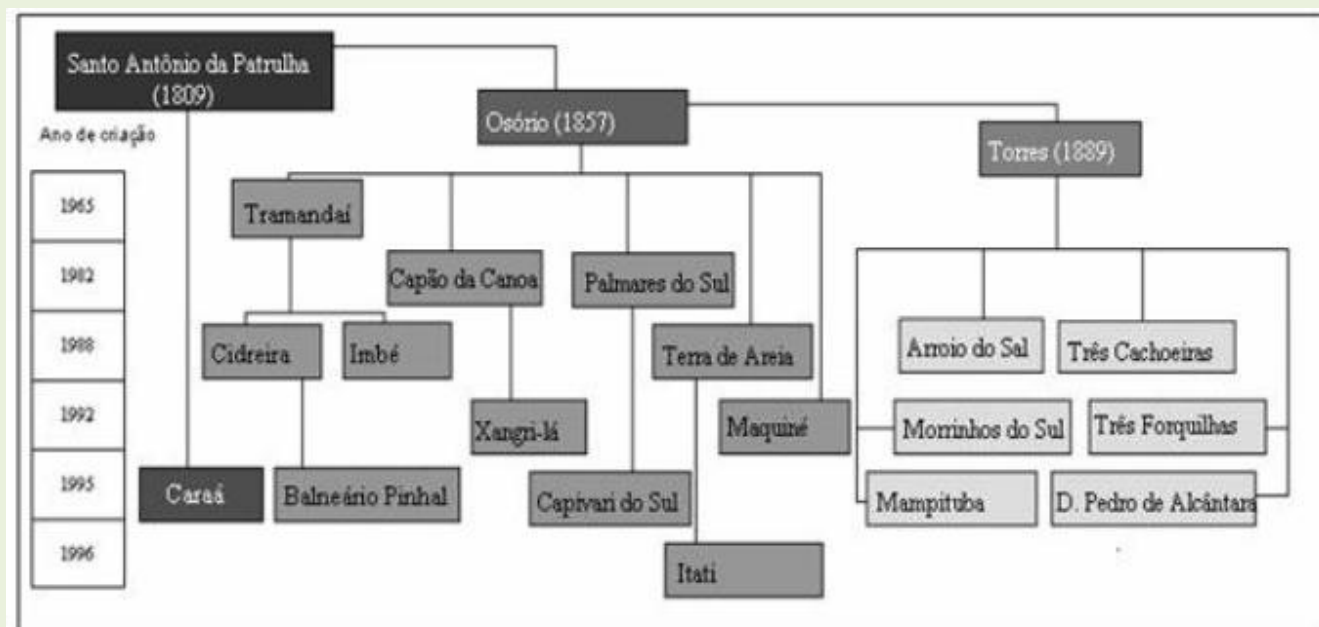 Santo Antônio da Patrulha
(1809)
Osório (1857)
Torres (1889)
Ano de criação
1965
1982
1988
1992
1995
1996
Tramandaí
Capão da Canoa
Palmares do Sul
Cidreira
Imbé
Terra de Areia
Arroio do Sal
Três Cachoeiras
Xangri-lá
Maquiné
Morrinhos do Sul
Três Forquilhas
Caraá
Balneário Pinhal
Capivari do Sul
Mampituba
D. Pedro de Alcântara
Itati